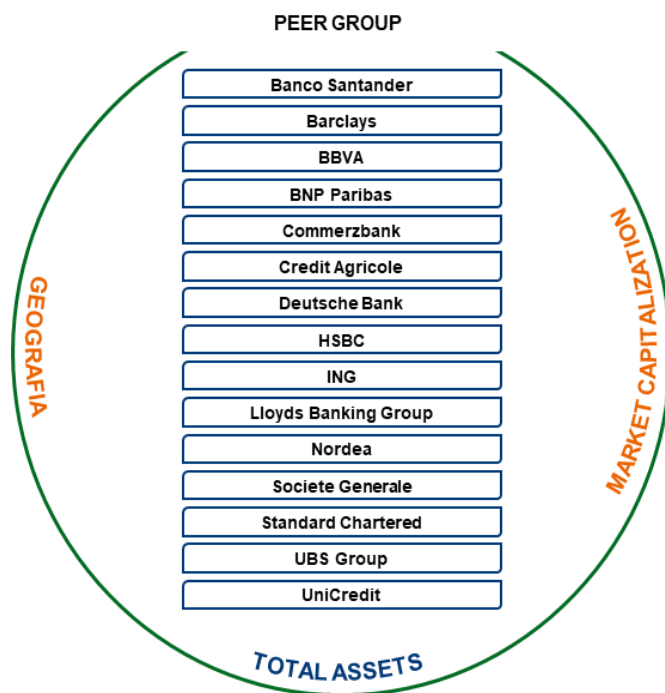 PEER GROUP
Banco Santander
Barclays
BBVA
BNP Paribas
Commerzbank
Credit Agricole
Deutsche Bank
HSBC
ING
Lloyds Banking Group
Nordea
Societe Generale
Standard Chartered
UBS Group
UniCredit
GEOGRAFIA
MARKET CAPITALIZATION
TOTAL ASSETS